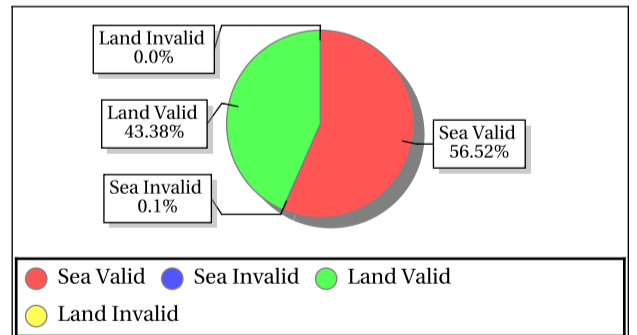 Land Invalid
0.0%
Land Valid
43.38%
Sea Valid
56.52%
Sea Invalid
0.1%
Sea Valid Sea Invalid Land Valid
Land Invalid